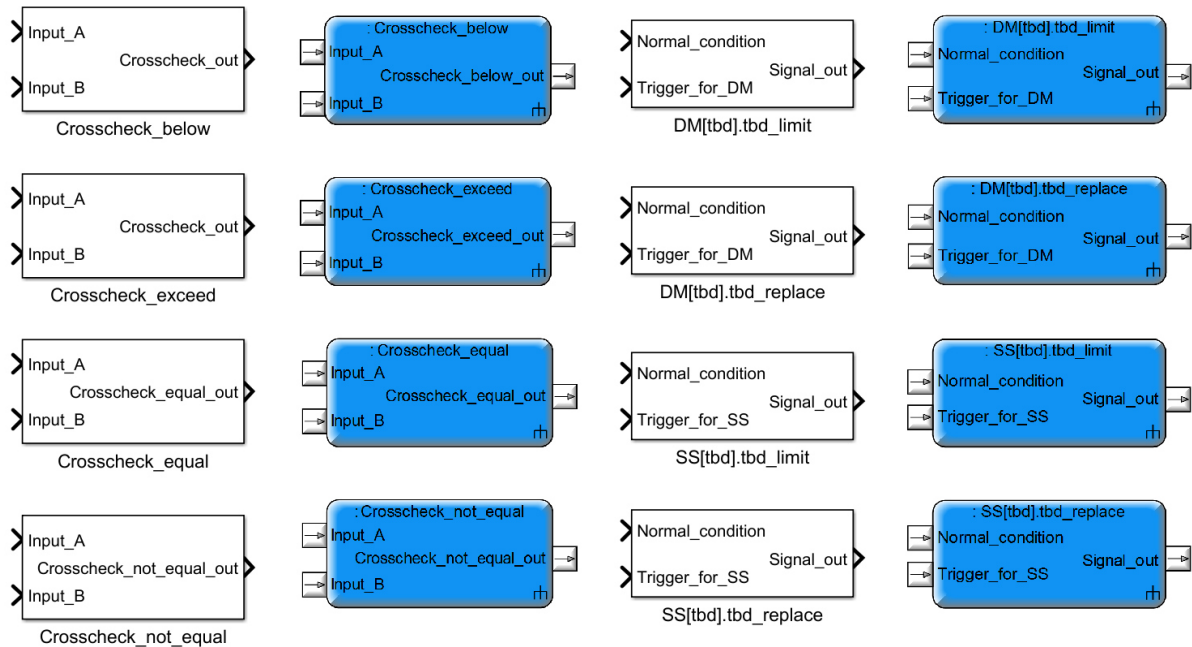 Input_A
Crosscheck_out
Input_B
Crosscheck_below
: Crosscheck_below
Input_A
Crosscheck_below_out
Input_B
Normal_condition
Signal_out
Trigger_for_DM
DM[tbd].tbd_limit
: DM[tbd].tbd_limit
Normal_condition
Signal_out
Trigger_for_DM
Input_A
Crosscheck_out
Input_B
Crosscheck_exceed
: Crosscheck_exceed
Input_A
Crosscheck_exceed_out
Input_B
Normal_condition
Signal_out
Trigger_for_DM
DM[tbd].tbd_replace
: DM[tbd].tbd_replace
Normal_condition
Signal_out
Trigger_for_DM
Input_A
Crosscheck_equal_out
Input_B
Crosscheck_equal
: Crosscheck_equal
Input_A
Crosscheck_equal_out
Input_B
Normal_condition
Signal_out
Trigger_for_SS
SS[tbd].tbd_limit
: SS[tbd].tbd_limit
Normal_condition
Signal_out
Trigger_for_SS
Input_A
Crosscheck_not_equal_out
Input_B
Crosscheck_not_equal
: Crosscheck_not_equal
Input_A
Crosscheck_not_equal_out
Input_B
Normal_condition
Signal_out
Trigger_for_SS
SS[tbd].tbd_replace
: SS[tbd].tbd_replace
Normal_condition
Signal_out
Trigger_for_SS